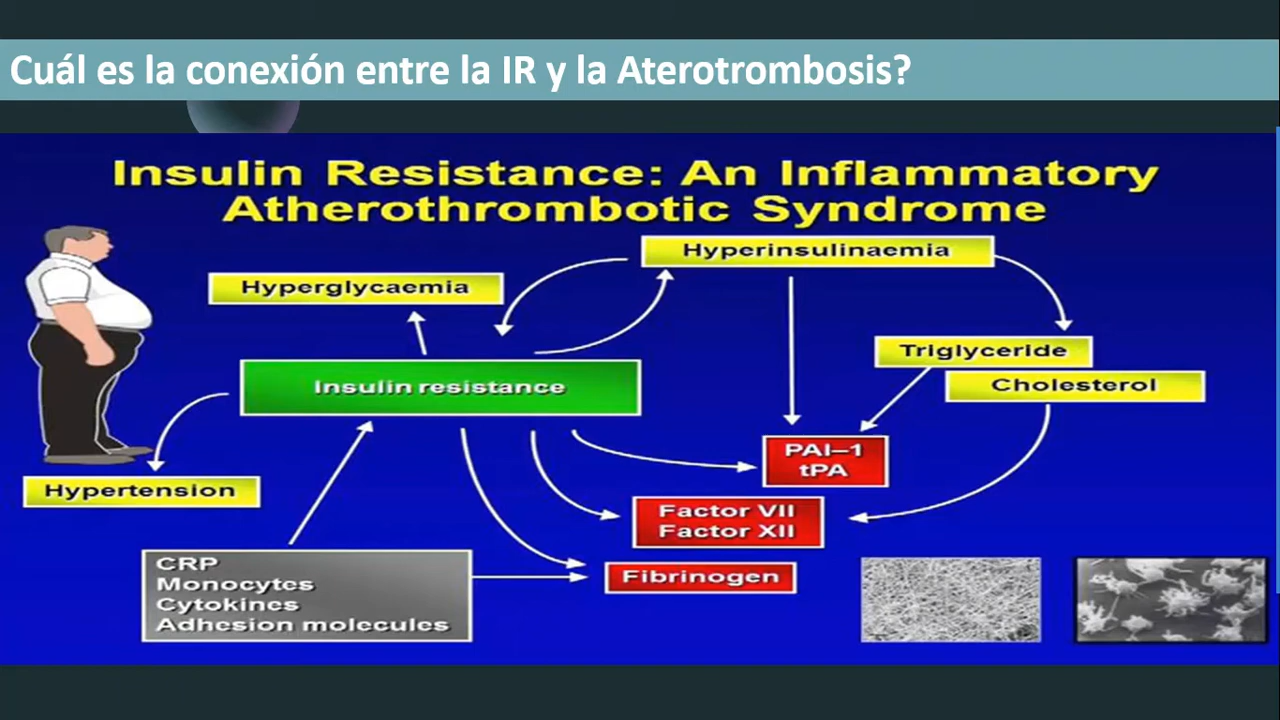 Cuál es la conexión entre la IR y la Aterotrombosis?
Insulin Resistance: An Inflammatory
Atherothrombotic Syndrome
Hyperinsulinaemia
Hyperglycaemia
Triglyceride
Cholesterol
Insulin resistance
PAI–1
tPA
Hypertension
Factor VII
Factor XII
CRP
Monocytes
Cytokines
Adhesion molecules
Fibrinogen